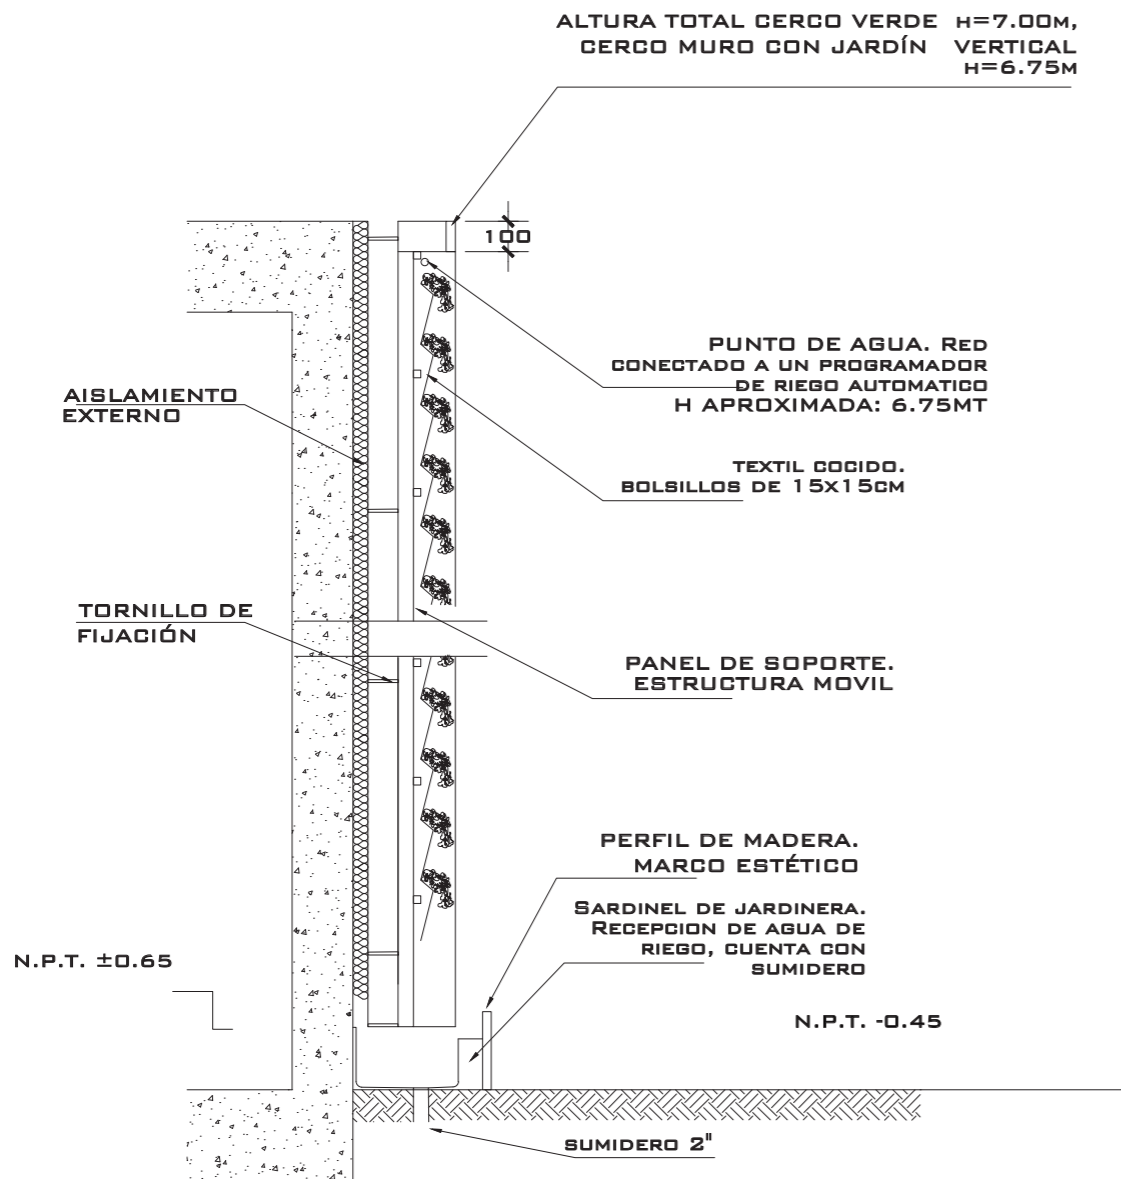 ALTURA TOTAL CERCO VERDE H=7.00M,
CERCO MURO CON JARDÍN VERTICAL
H=6.75M
100
PUNTO DE AGUA. RED
CONECTADO A UN PROGRAMADOR
DE RIEGO AUTOMATICO
H APROXIMADA: 6.75MT
AISLAMIENTO
EXTERNO
TEXTIL COCIDO.
BOLSILLOS DE 15X15CM
TORNILLO DE
FIJACIÓN
PANEL DE SOPORTE.
ESTRUCTURA MOVIL
PERFIL DE MADERA.
MARCO ESTÉTICO
SARDINEL DE JARDINERA.
RECEPCION DE AGUA DE
RIEGO, CUENTA CON
SUMIDERO
N.P.T. ±0.65
N.P.T. -0.45
SUMIDERO 2"